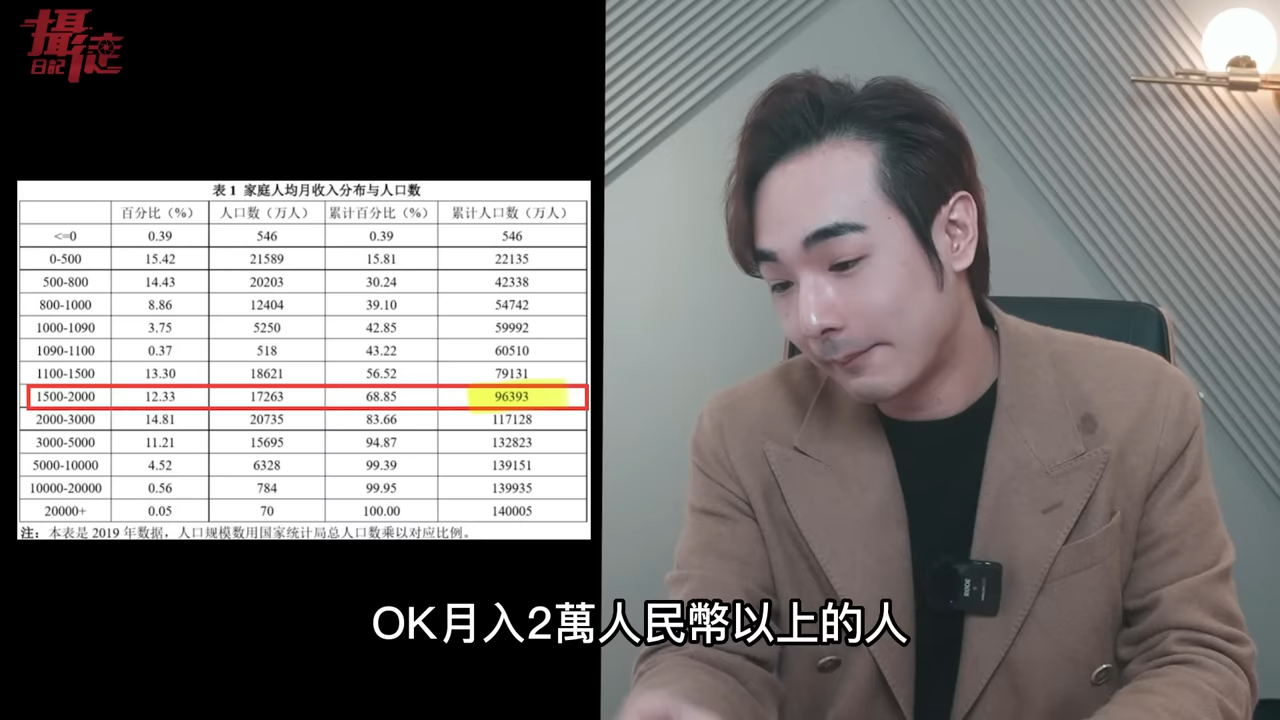 攝徒
日記
表 1 家庭人均月收入分布与人口数
百分比（%） 人口数（万人） 累计百分比（%） 累计人口数（万人）
<=0 0.39 546 0.39 546
0-500 15.42 21589 15.81 22135
500-800 14.43 20203 30.24 42338
800-1000 8.86 12404 39.10 54742
1000-1090 3.75 5250 42.85 59992
1090-1100 0.37 518 43.22 60510
1100-1500 13.30 18621 56.52 79131
1500-2000 12.33 17263 68.85 96393
2000-3000 14.81 20735 83.66 117128
3000-5000 11.21 15695 94.87 132823
5000-10000 4.52 6328 99.39 139151
10000-20000 0.56 784 99.95 139935
20000+ 0.05 70 100.00 140005
注：本表是 2019 年数据，人口规模数用国家统计局总人口数乘以对应比例。
RODE
OK月入2萬人民幣以上的人